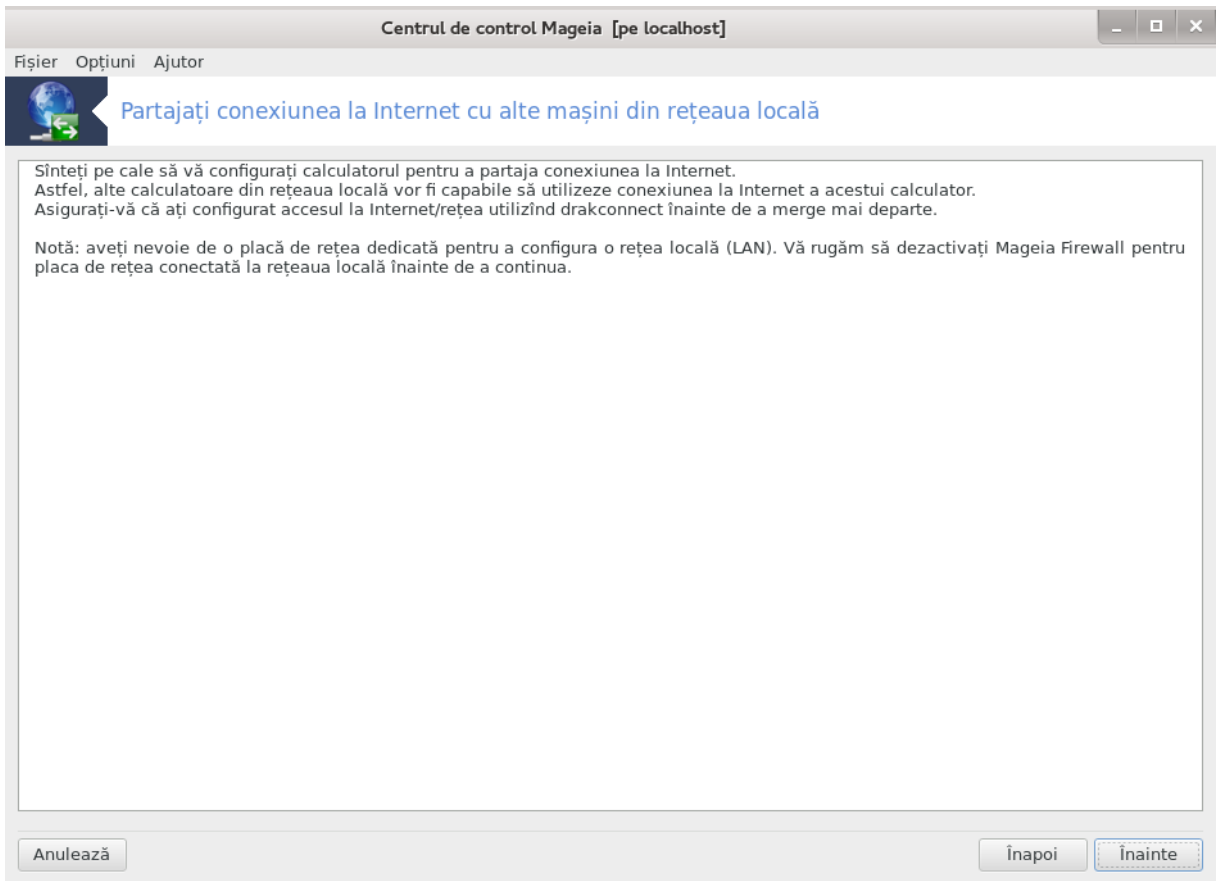 Centrul de control Mageia [pe localhost]
Fișier Opțiuni Ajutor
Partajați conexiunea la Internet cu alte mașini din rețeaua locală
Sînteți pe cale să vă configurați calculatorul pentru a partaja conexiunea la Internet.
Astfel, alte calculatoare din rețeaua locală vor fi capabile să utilizeze conexiunea la Internet a acestui calculator.
Asigurați-vă că ați configurat accesul la Internet/rețea utilizînd drakconnect înainte de a merge mai departe.
Notă: aveți nevoie de o placă de rețea dedicată pentru a configura o rețea locală (LAN). Vă rugăm să dezactivați Mageia Firewall pentru
placa de rețea conectată la rețeaua locală înainte de a continua.
Anulează Înapoi Înainte